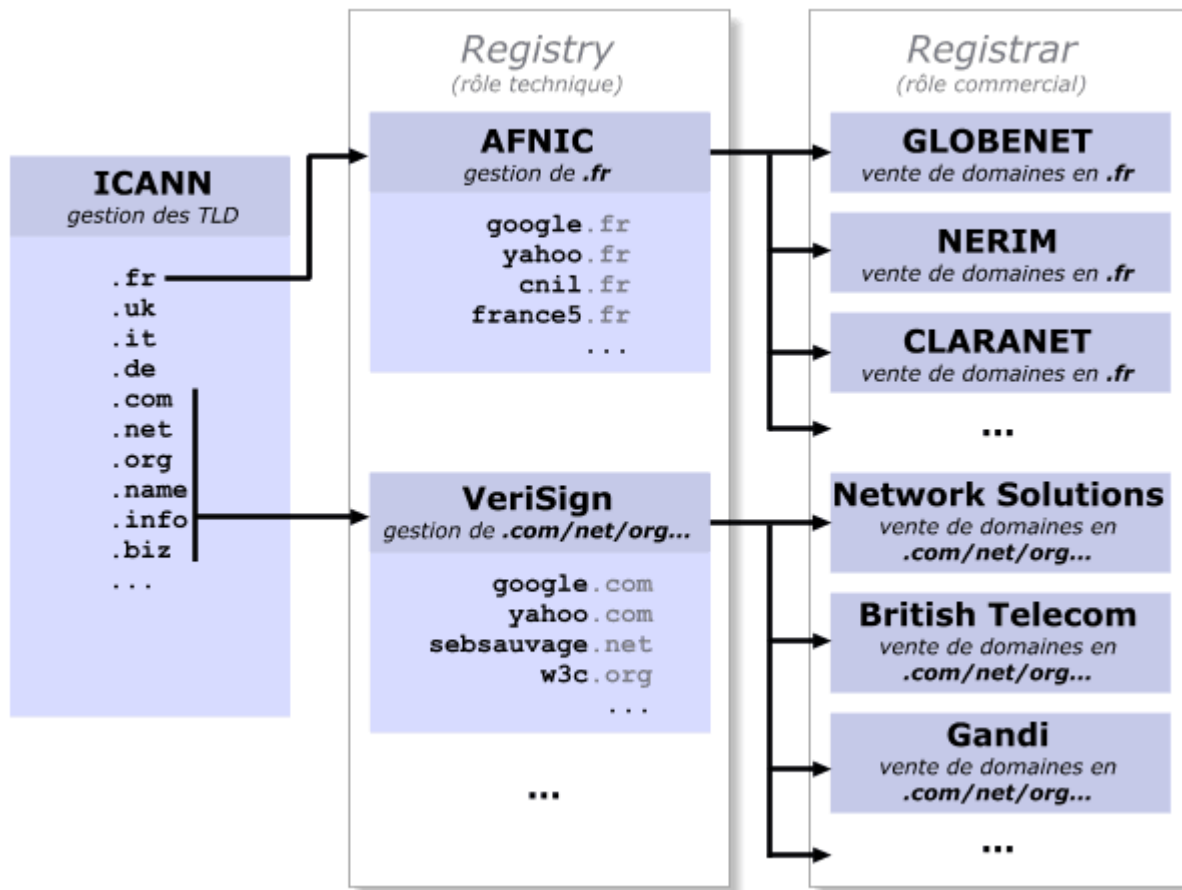 ICANN
gestion des TLD
.fr
.uk
.it
.de
.com
.net
.org
.name
.info
.biz
...
Registry
(rôle technique)
AFNIC
gestion de .fr
google.fr
yahoo.fr
cnil.fr
france5.fr
...
VeriSign
gestion de .com/net/org...
google.com
yahoo.com
sebsauvage.net
w3c.org
...
...
Registrar
(rôle commercial)
GLOBENET
vente de domaines en .fr
NERIM
vente de domaines en .fr
CLARANET
vente de domaines en .fr
...
Network Solutions
vente de domaines en
.com/net/org...
British Telecom
vente de domaines en
.com/net/org...
Gandi
vente de domaines en
.com/net/org...
...